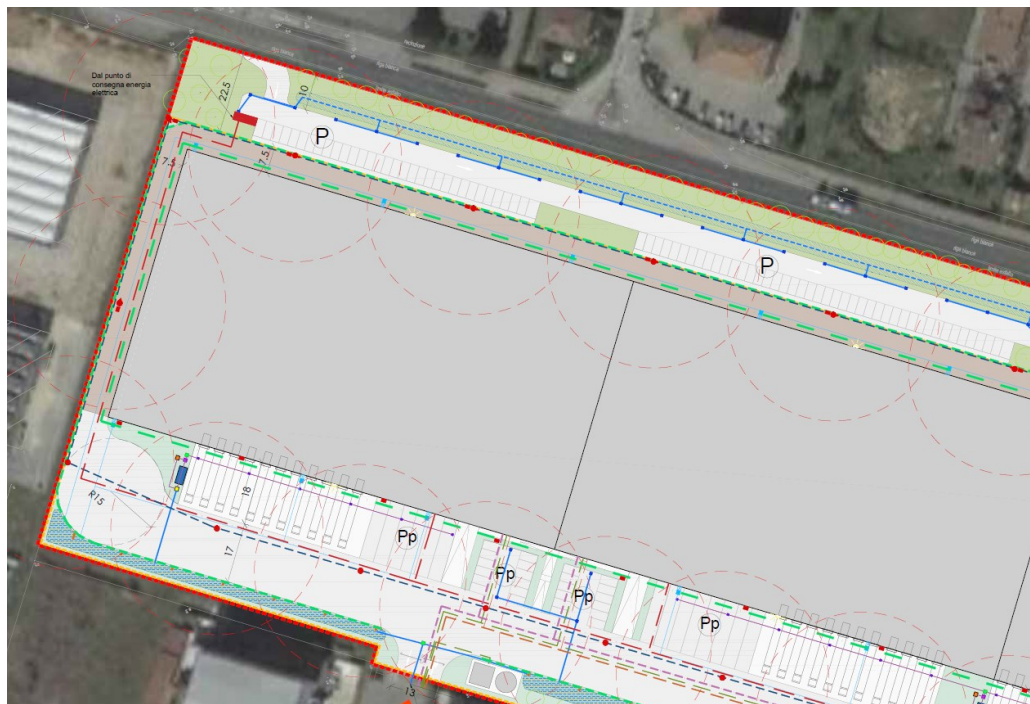 Dal punto di
consegna energia
elettrica
22.5
10
P
7.5
7.5
P
18
R15
17
Pp
Pp
Pp
Pp
13